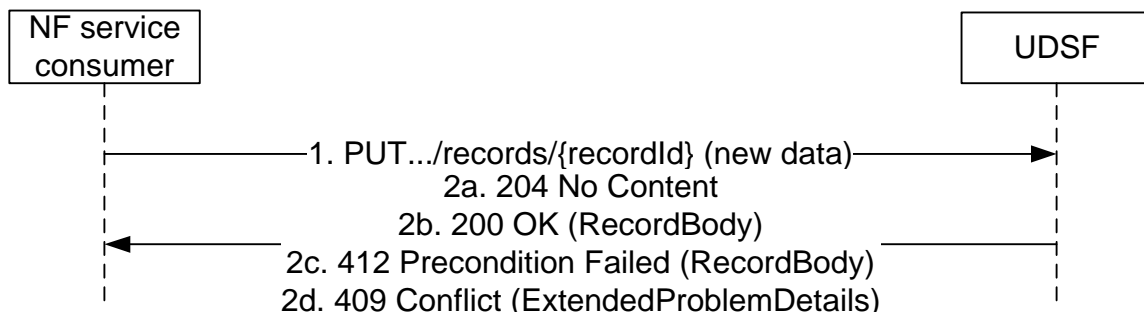 NF service
consumer
UDSF
1. PUT.../records/{recordId} (new data)
2a. 204 No Content
2b. 200 OK (RecordBody)
2c. 412 Precondition Failed (RecordBody)
2d. 409 Conflict (ExtendedProblemDetails)